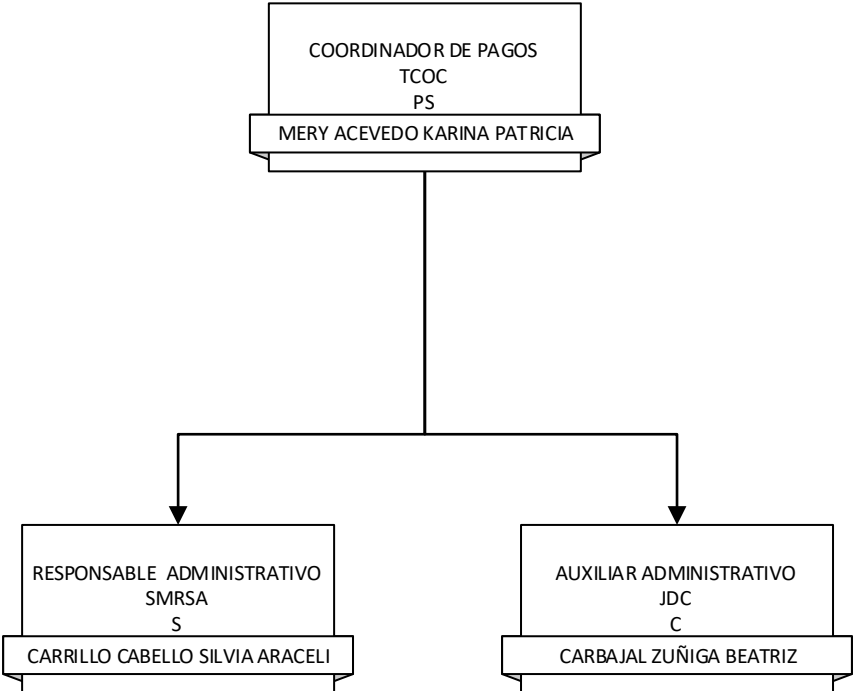 COORDINADOR DE PAGOS
TCOC
PS
MERY ACEVEDO KARINA PATRICIA
RESPONSABLE ADMINISTRATIVO
SMRSA
S
CARRILLO CABELLO SILVIA ARACELI
AUXILIAR ADMINISTRATIVO
JDC
C
CARBAJAL ZUÑIGA BEATRIZ